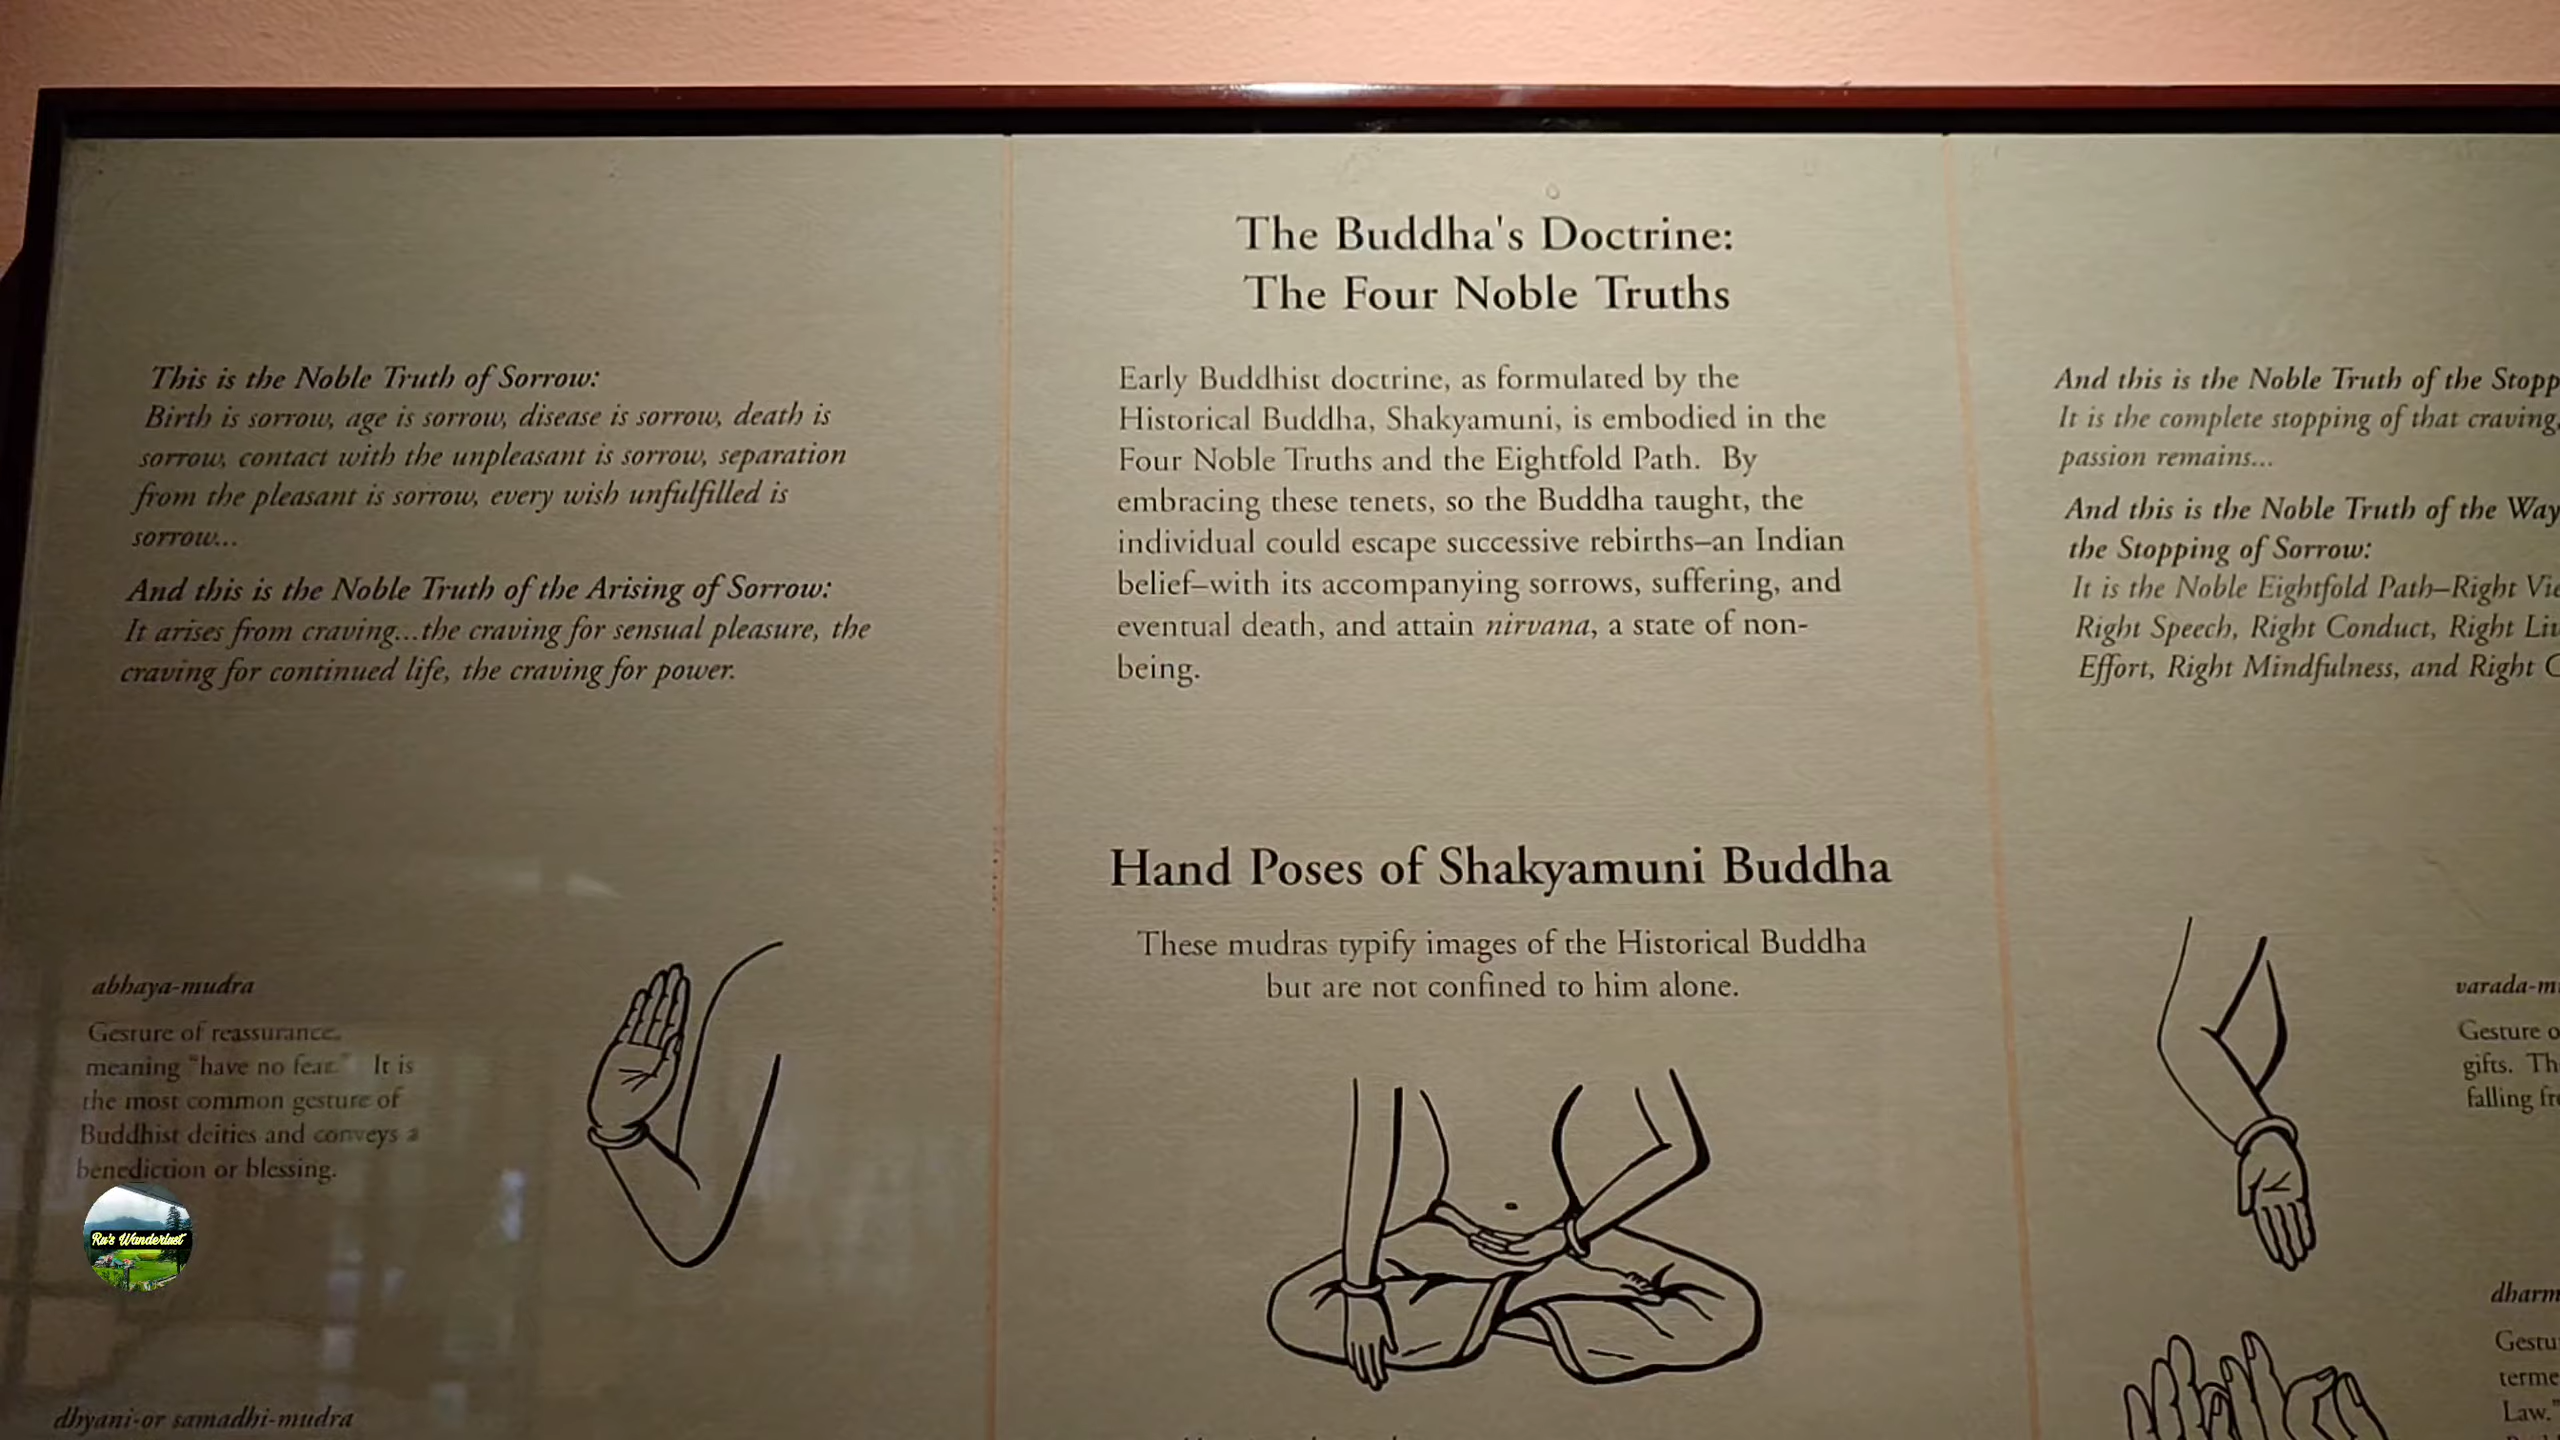 The Buddha's Doctrine:
The Four Noble Truths
This is the Noble Truth of Sorrow:
Birth is sorrow, age is sorrow, disease is sorrow, death is
sorrow, contact with the unpleasant is sorrow, separation
from the pleasant is sorrow, every wish unfulfilled is
sorrow...
And this is the Noble Truth of the Arising of Sorrow:
It arises from craving...the craving for sensual pleasure, the
craving for continued life, the craving for power.
Early Buddhist doctrine, as formulated by the
Historical Buddha, Shakyamuni, is embodied in the
Four Noble Truths and the Eightfold Path. By
embracing these tenets, so the Buddha taught, the
individual could escape successive rebirths–an Indian
belief–with its accompanying sorrows, suffering, and
eventual death, and attain nirvana, a state of non-
being.
And this is the Noble Truth of the
It is the complete stopping of that craving,
passion remains...
And this is the Noble Truth of the Way
the Stopping of Sorrow:
It is the Noble Eightfold Path–Right
Right Speech, Right Conduct, Right
Effort, Right Mindfulness, and Right
Hand Poses of Shakyamuni Buddha
These mudras typify images of the Historical Buddha
but are not confined to him alone.
abhaya-mudra
Gesture of reassurance,
meaning "have no fear." It is
the most common gesture of
Buddhist deities and conveys a
benediction or blessing.
Ru's Wanderlust
dhyani-or samadhi-mudra
Gesture
gifts.
falling
Law."